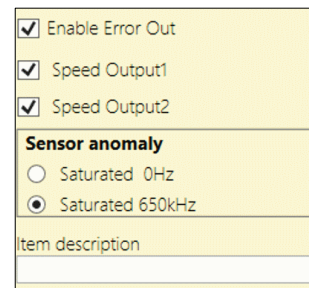 Enable Error Out
Speed Output1
Speed Output2
Sensor anomaly
Saturated 0Hz
Saturated 650kHz
Item description